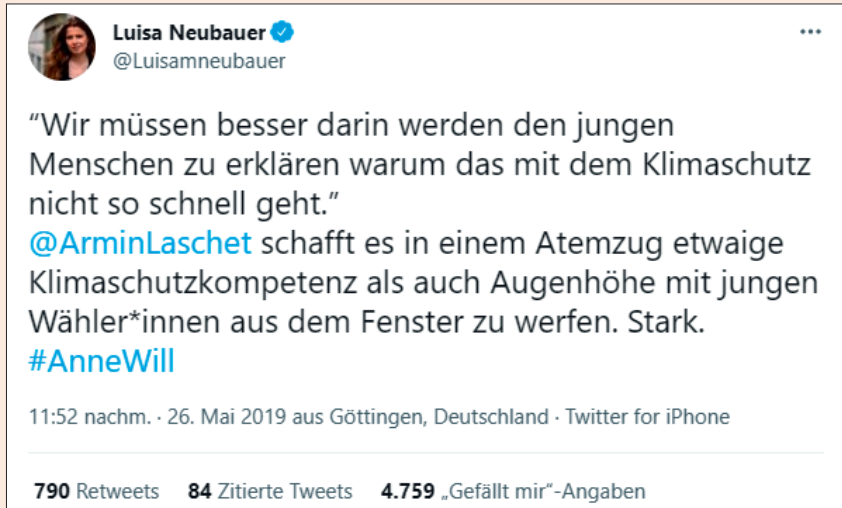 Luisa Neubauer
@Luisamneubauer
“Wir müssen besser darin werden den jungen
Menschen zu erklären warum das mit dem Klimaschutz
nicht so schnell geht.”
@ArminLaschet schafft es in einem Atemzug etwaige
Klimaschutzkompetenz als auch Augenhöhe mit jungen
Wähler*innen aus dem Fenster zu werfen. Stark.
#AnneWill
11:52 nachm. · 26. Mai 2019 aus Göttingen, Deutschland · Twitter for iPhone
790 Retweets 84 Zitierte Tweets 4.759 „Gefällt mir“-Angaben